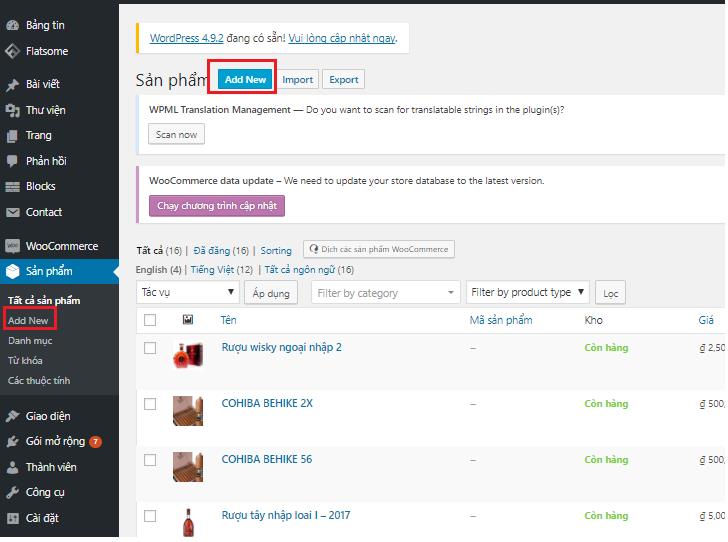 Bảng tin
Flatsome
Bài viết
Thư viện
Trang
Phản hồi
Blocks
Contact
WooCommerce
Sản phẩm
Tất cả sản phẩm
Add New
Danh mục
Từ khóa
Các thuộc tính
Giao diện
Gói mở rộng 7
Thành viên
Công cụ
Cài đặt
WordPress 4.9.2 đang có sẵn! Vui lòng cập nhật ngay.
Sản phẩm Add New Import Export
WPML Translation Management — Do you want to scan for translatable strings in the plugin(s)?
Scan now
WooCommerce data update – We need to update your store database to the latest version.
Chạy chương trình cập nhật
Tất cả (16) | Đã đăng (16) | Sorting Dịch các sản phẩm WooCommerce
English (4) | Tiếng Việt (12) | Tất cả ngôn ngữ (16)
Tác vụ Áp dụng Filter by category Filter by product type Lọc
Tên Mã sản phẩm Kho Giá
Rượu wisky ngoại nhập 2 – Còn hàng ₫ 2,50
COHIBA BEHIKE 2X – Còn hàng ₫ 500,
COHIBA BEHIKE 56 – Còn hàng ₫ 500,
Rượu tây nhập loai I – 2017 – Còn hàng ₫ 5,00